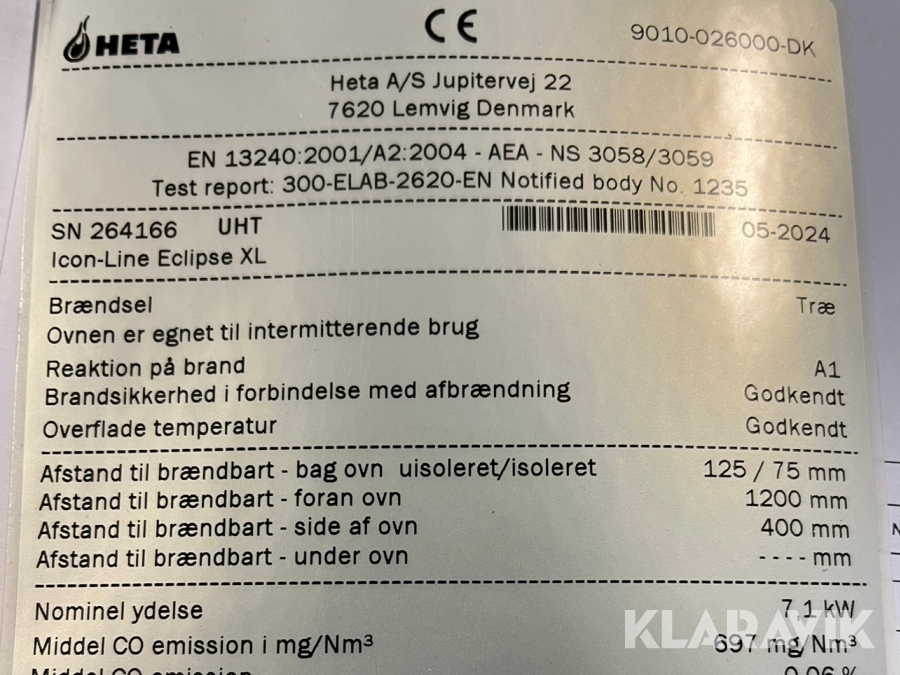 HETA
CE
9010-026000-DK
Heta A/S Jupitervej 22
7620 Lemvig Denmark
EN 13240:2001/A2:2004 - AEA - NS 3058/3059
Test report: 300-ELAB-2620-EN Notified body No. 1235
SN 264166 UHT 05-2024
Icon-Line Eclipse XL
Brændsel Træ
Ovnen er egnet til intermitterende brug
Reaktion på brand A1
Brandsikkerhed i forbindelse med afbrændning Godkendt
Overflade temperatur Godkendt
Afstand til brændbart - bag ovn uisoleret/isoleret 125 / 75 mm
Afstand til brændbart - foran ovn 1200 mm
Afstand til brændbart - side af ovn 400 mm
Afstand til brændbart - under ovn ---- mm
Nominel ydelse 7,1 kW
Middel CO emission i mg/Nm³ 697 mg/Nm³
Middel CO emission 0,06 %
KLARAVIK